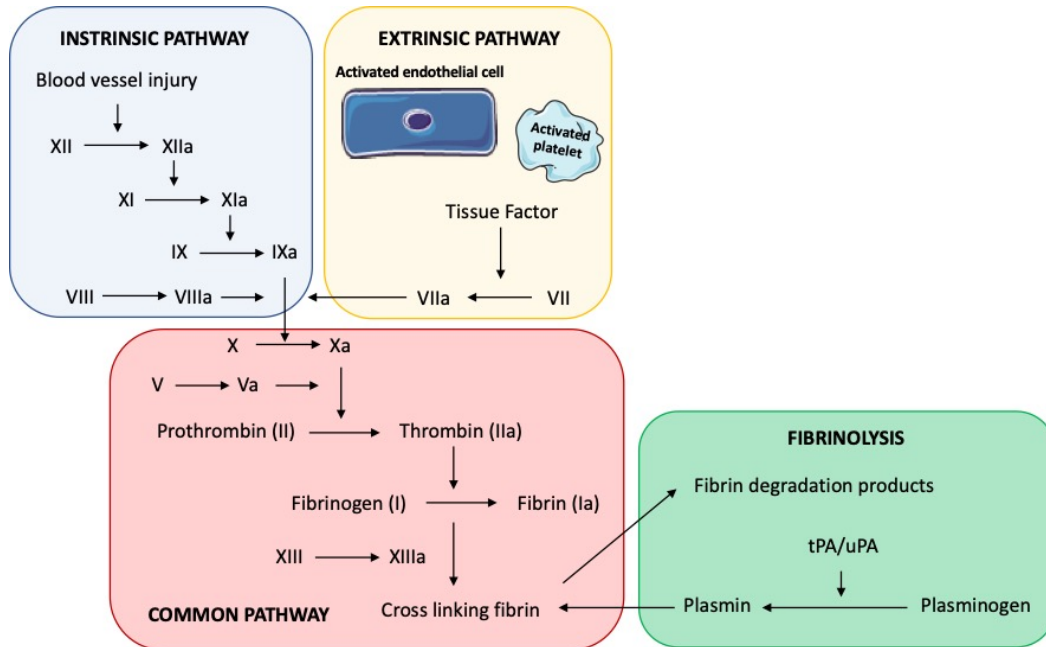 INSTRINSIC PATHWAY
Blood vessel injury
XII
XIIa
XI
XIa
IX
IXa
VIII
VIIIa
EXTRINSIC PATHWAY
Activated endothelial cell
Activated
platelet
Tissue Factor
VIIa
VII
X
Xa
V
Va
Prothrombin (II)
Thrombin (IIa)
Fibrinogen (I)
Fibrin (Ia)
XIII
XIIIa
Cross linking fibrin
COMMON PATHWAY
FIBRINOLYSIS
Fibrin degradation products
tPA/uPA
Plasmin
Plasminogen